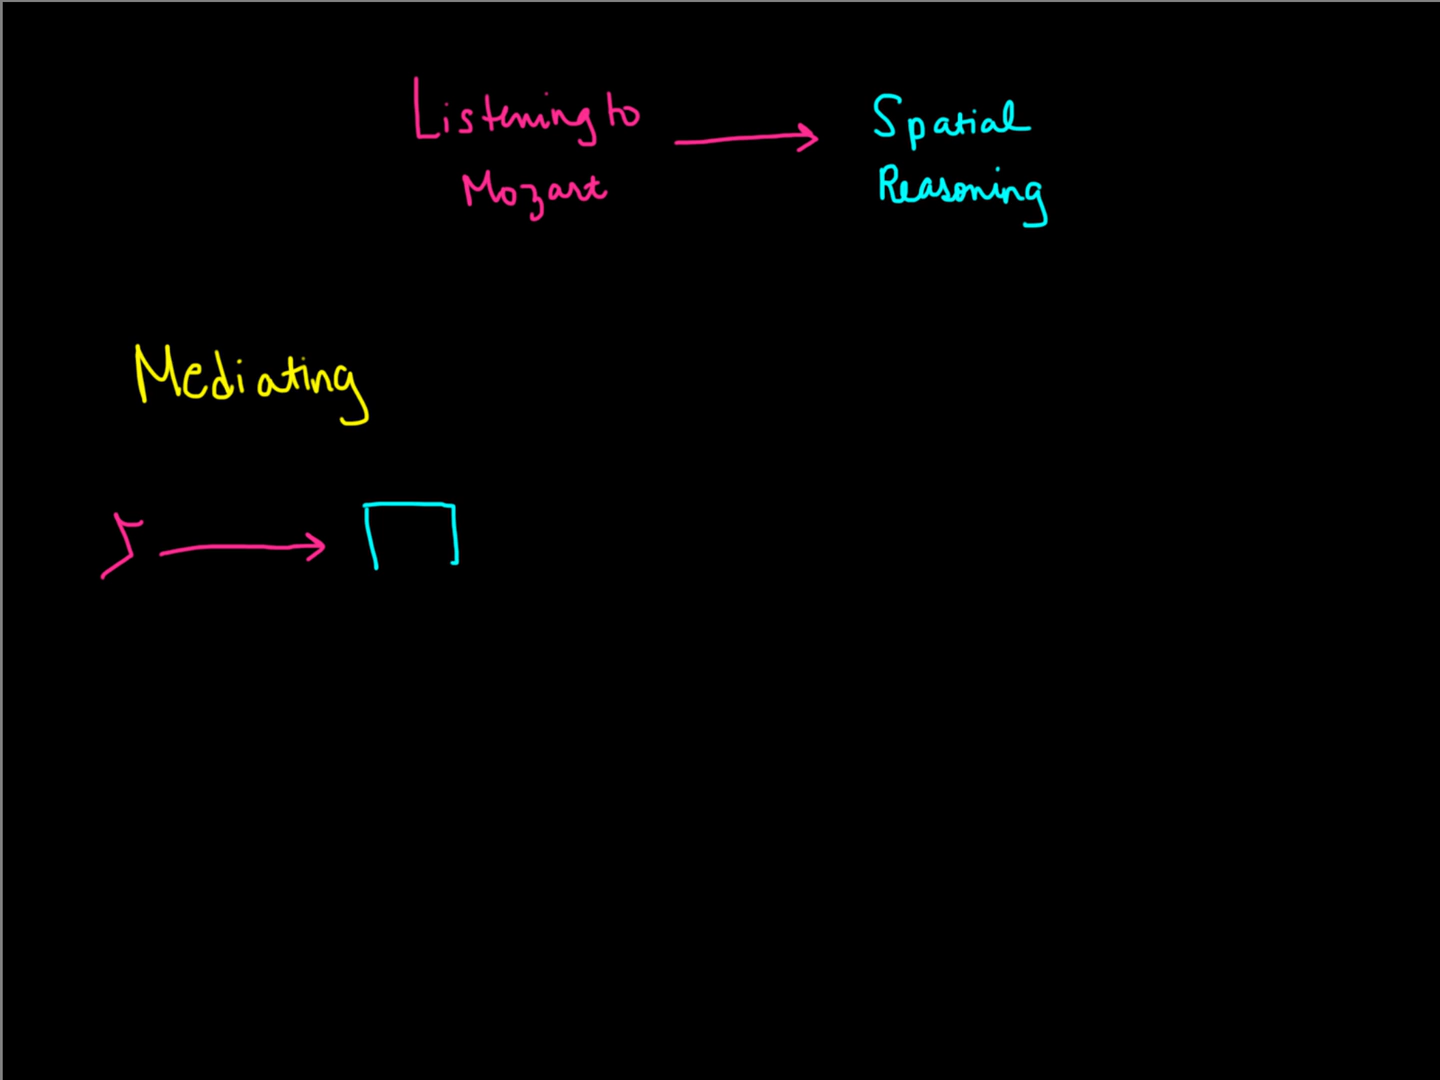 Listening to
Mozart
Spatial
Reasoning
Mediating